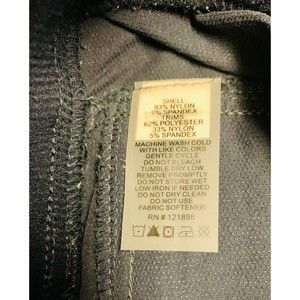 SHELL
93% NYLON
7% SPANDEX
TRIMS
62% POLYESTER
33% NYLON
5% SPANDEX
MACHINE WASH COLD
WITH LIKE COLORS
GENTLE CYCLE
DO NOT BLEACH
TUMBLE DRY LOW
REMOVE PROMPTLY
DO NOT STORE WET
LOW IRON IF NEEDED
DO NOT DRY CLEAN
DO NOT USE
FABRIC SOFTENER
RN # 121896